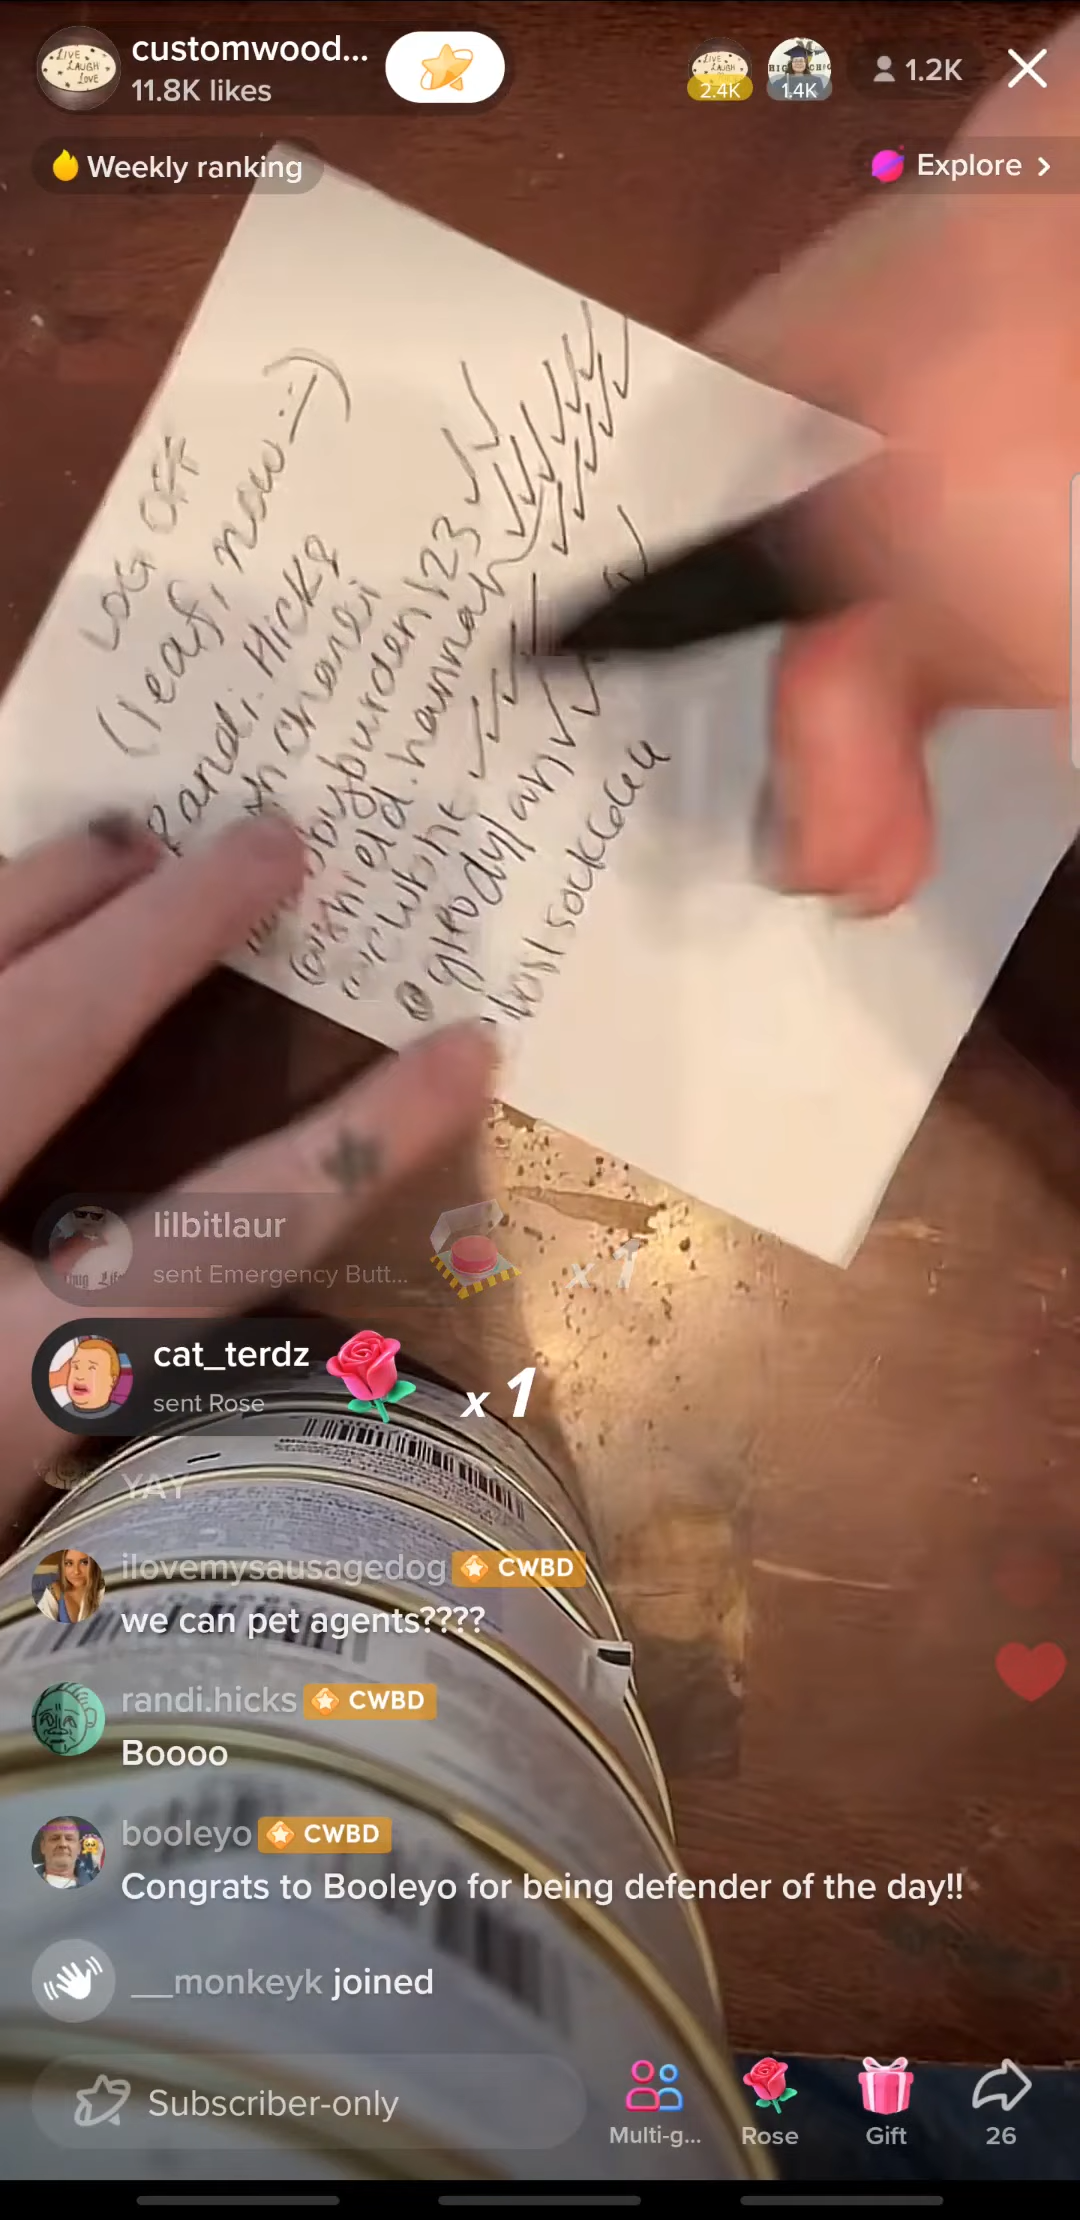 customwood...
11.8K likes
2.4K
1.4K
1.2K
Weekly ranking
Explore
LOG OFF
(leaf, now :-)
Randi. Hicks
burden123
shield.hannah
lilbitlaur
sent Emergency Butt...
x 1
cat_terdz
sent Rose
x 1
YAY
ilovemysausagedog CWBD
we can pet agents????
randi.hicks CWBD
Boooo
booleyo CWBD
Congrats to Booleyo for being defender of the day!!
__monkeyk joined
Subscriber-only
Multi-g...
Rose
Gift
26